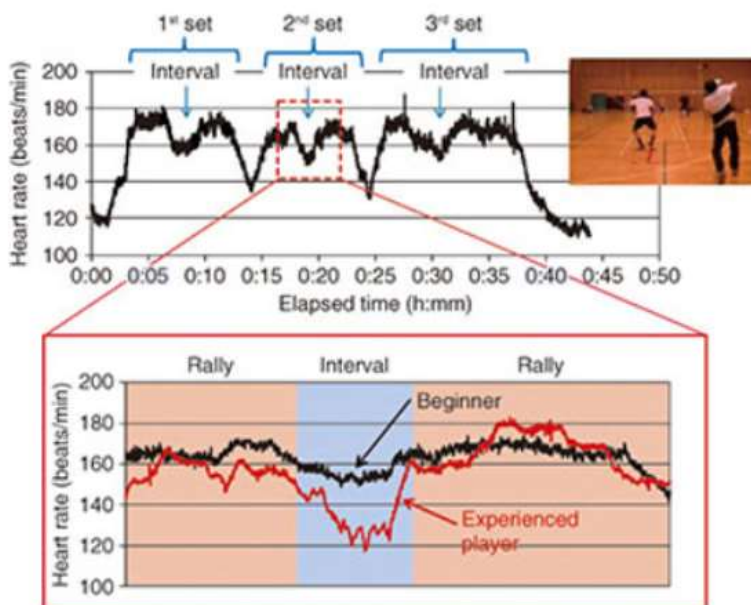 1st set 2nd set 3rd set
Interval Interval Interval
Heart rate (beats/min)
200
180
160
140
120
100
0:00 0:05 0:10 0:15 0:20 0:25 0:30 0:35 0:40 0:45 0:50
Elapsed time (h:mm)
Rally Interval Rally
Heart rate (beats/min)
200
180
160
140
120
100
Beginner
Experienced
player